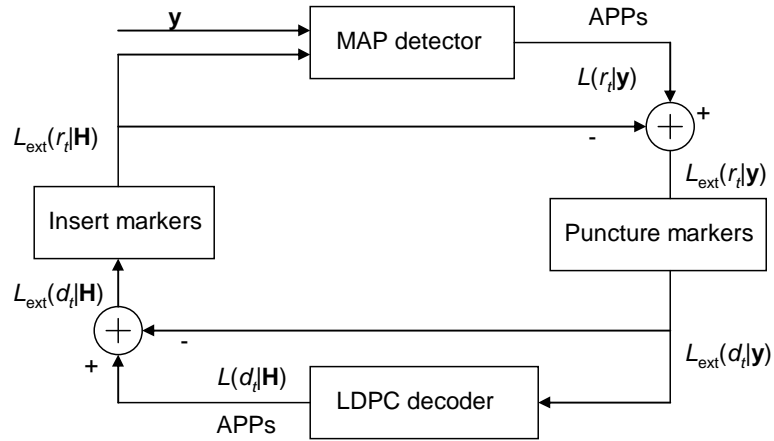 y
MAP detector
APPs
L(rₜ|y)
+
+
-
Lₑₓₜ(rₜ|H)
Lₑₓₜ(rₜ|y)
Insert markers
Puncture markers
Lₑₓₜ(dₜ|H)
+
-
+
Lₑₓₜ(dₜ|y)
L(dₜ|H)
APPs
LDPC decoder